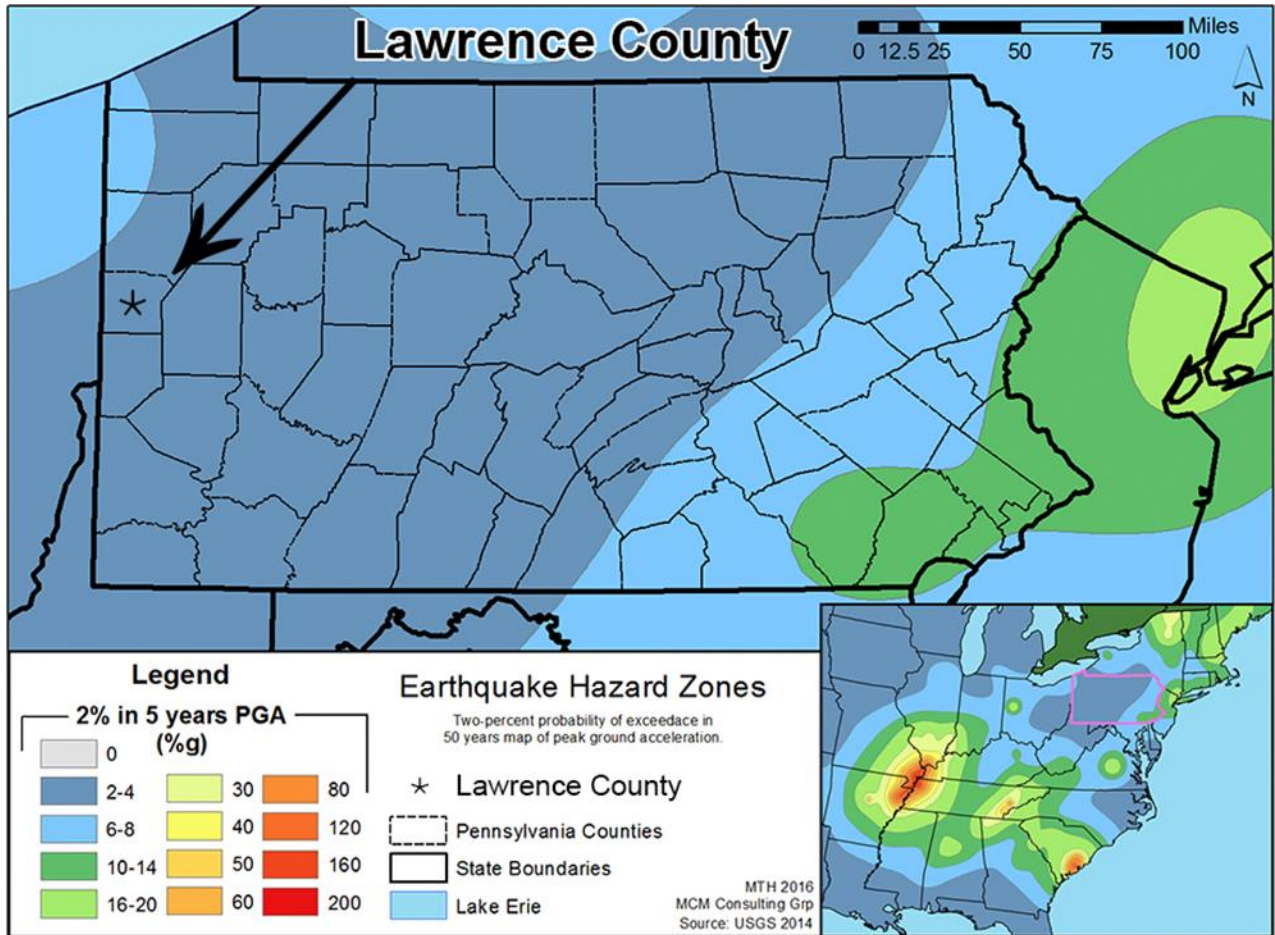 Lawrence County
Miles
0 12.5 25 50 75 100
N
Legend
2% in 5 years PGA
(%g)
0
2-4
6-8
10-14
16-20
30
40
50
60
80
120
160
200
Earthquake Hazard Zones
Two-percent probability of exceedace in
50 years map of peak ground acceleration.
Lawrence County
Pennsylvania Counties
State Boundaries
Lake Erie
MTH 2016
MCM Consulting Grp
Source: USGS 2014